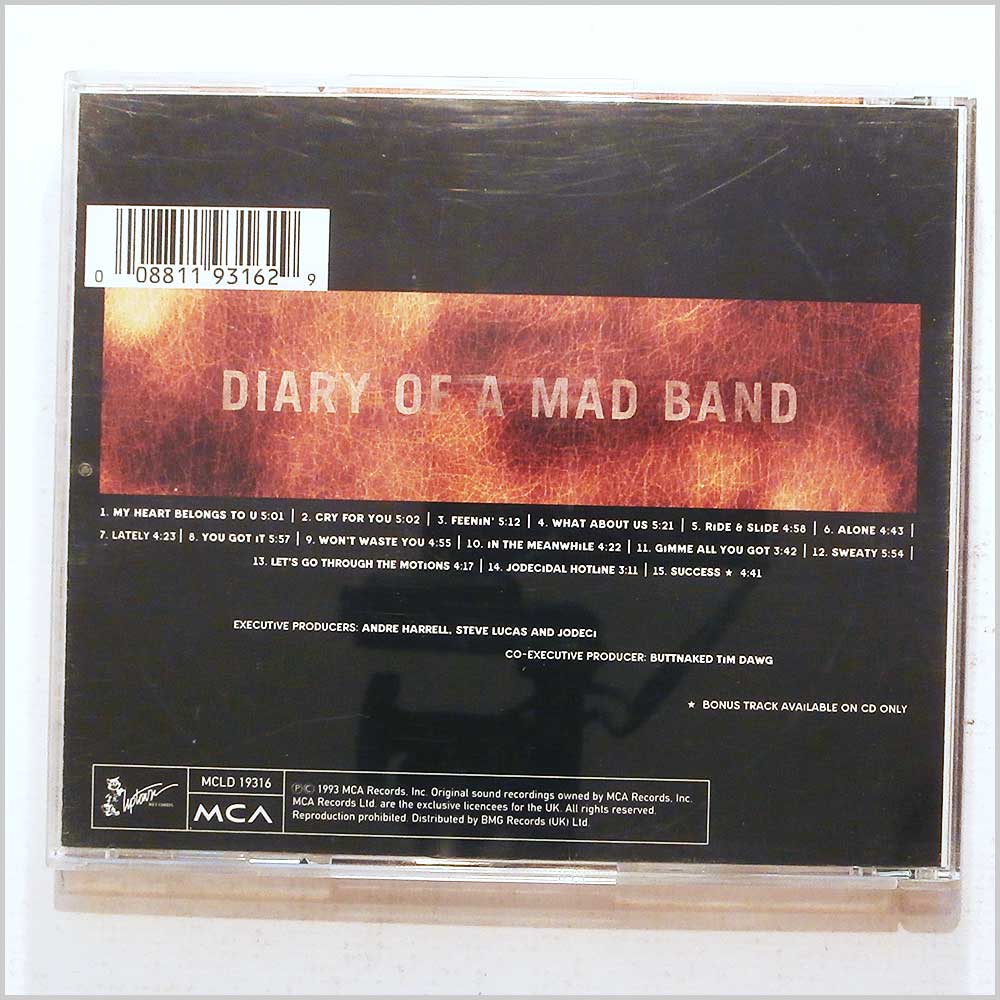 0 08811 93162 9
DIARY OF A MAD BAND
1. MY HEART BELONGS TO U 5:01 | 2. CRY FOR YOU 5:02 | 3. FEENIN' 5:12 | 4. WHAT ABOUT US 5:21 | 5. RIDE & SLIDE 4:58 | 6. ALONE 4:43 |
7. LATELY 4:23 | 8. YOU GOT IT 5:57 | 9. WON'T WASTE YOU 4:55 | 10. IN THE MEANWHILE 4:22 | 11. GIMME ALL YOU GOT 3:42 | 12. SWEATY 5:54 |
13. LET'S GO THROUGH THE MOTIONS 4:17 | 14. JODECIDAL HOTLINE 3:11 | 15. SUCCESS ★ 4:41
EXECUTIVE PRODUCERS: ANDRE HARRELL, STEVE LUCAS AND JODECI
CO-EXECUTIVE PRODUCER: BUTTNAKED TIM DAWG
★ BONUS TRACK AVAILABLE ON CD ONLY
uptown
RECORDS
MCLD 19316
MCA
Ⓟ © 1993 MCA Records, Inc. Original sound recordings owned by MCA Records, Inc.
MCA Records Ltd. are the exclusive licencees for the UK. All rights reserved.
Reproduction prohibited. Distributed by BMG Records (UK) Ltd.